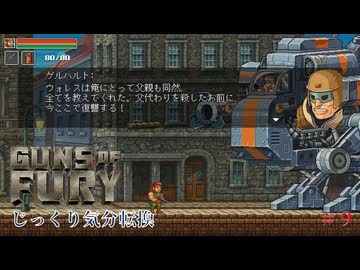 80/80
ゲルハルト:
ウォレスは俺にとって父親も同然、
全てを教えてくれた。父代わりを殺したお前に、
今ここで復讐する!
GUNS OF
FURY
じっくり気分転換
#9